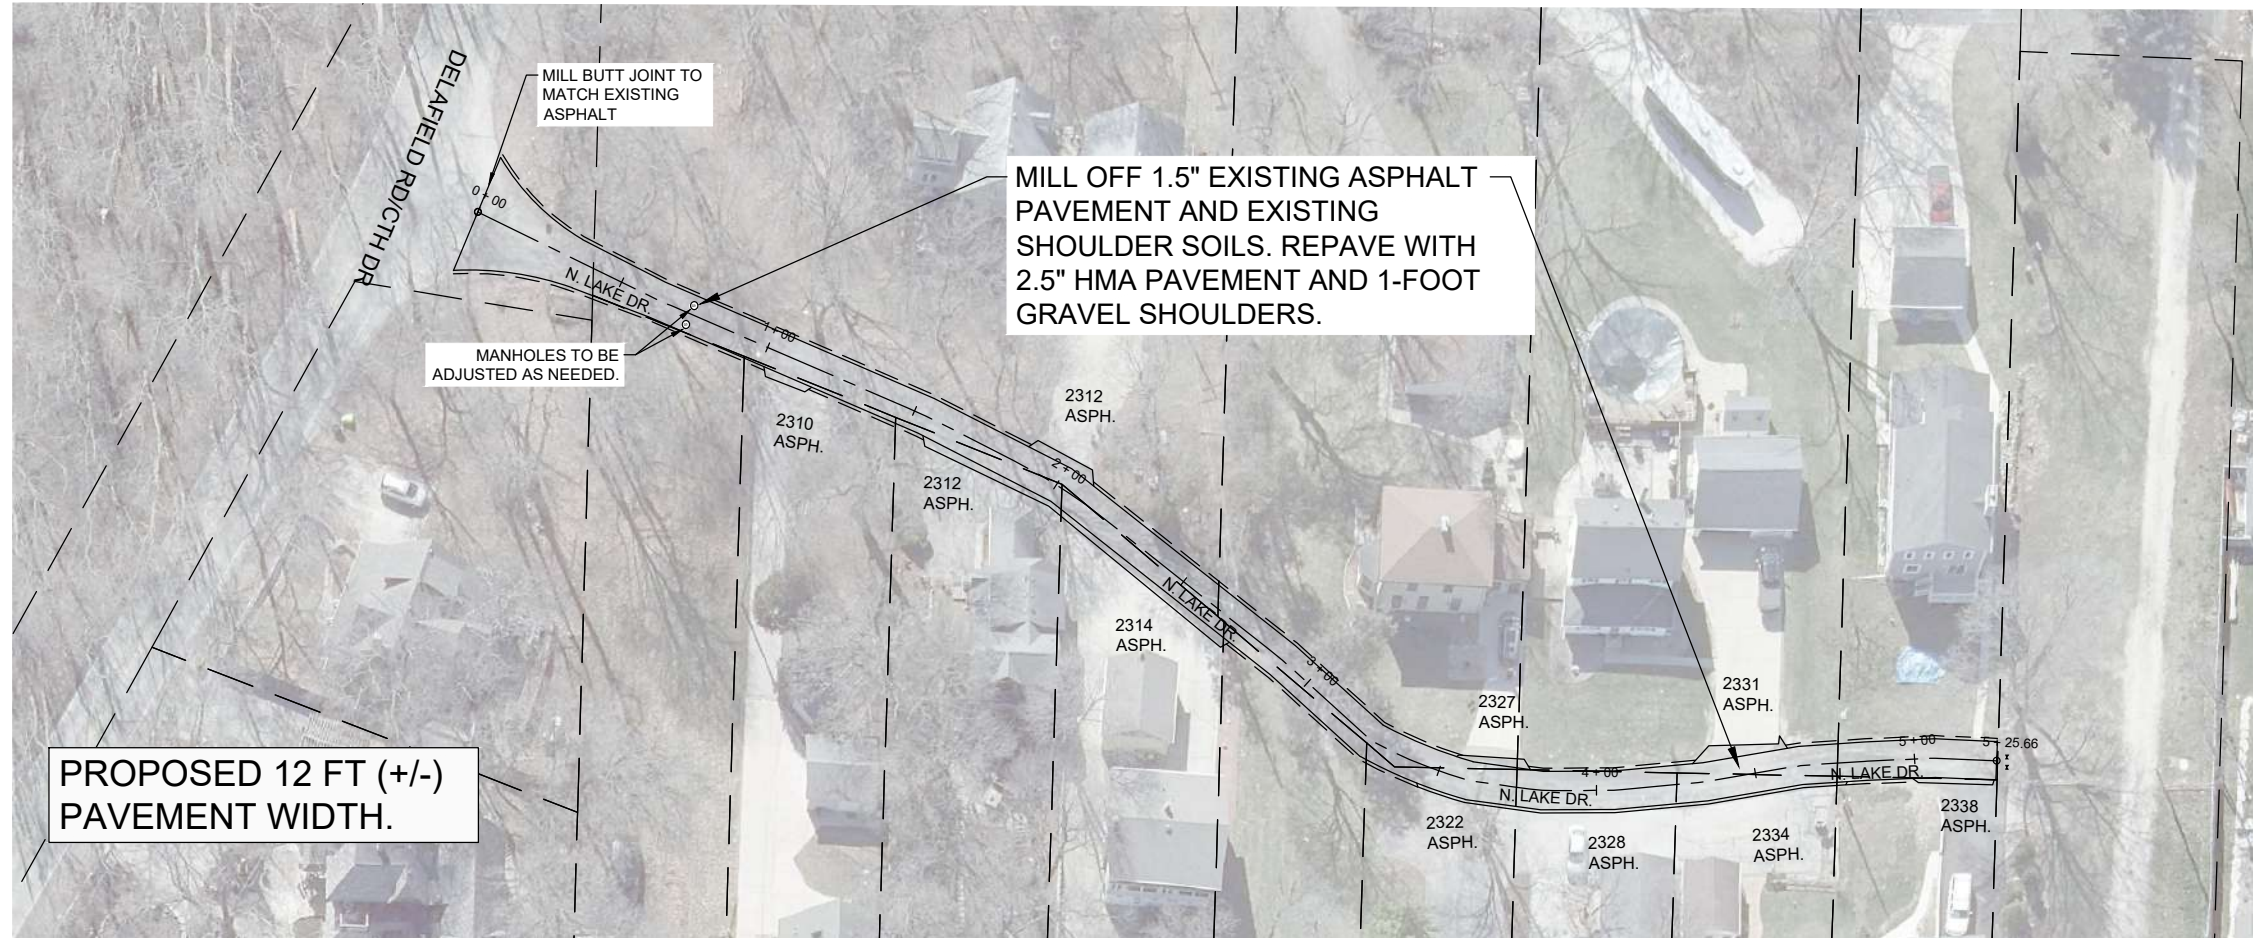 DELAFIELD RD/CTH DR
MILL BUTT JOINT TO
MATCH EXISTING
ASPHALT
0+00
N. LAKE DR.
MANHOLES TO BE
ADJUSTED AS NEEDED.
1+00
MILL OFF 1.5" EXISTING ASPHALT
PAVEMENT AND EXISTING
SHOULDER SOILS. REPAVE WITH
2.5" HMA PAVEMENT AND 1-FOOT
GRAVEL SHOULDERS.
2310
ASPH.
2312
ASPH.
2312
ASPH.
2+00
N. LAKE DR.
2314
ASPH.
3+00
2327
ASPH.
2331
ASPH.
4+00
N. LAKE DR.
5+00
5+25.66
N. LAKE DR.
2322
ASPH.
2328
ASPH.
2334
ASPH.
2338
ASPH.
PROPOSED 12 FT (+/-)
PAVEMENT WIDTH.